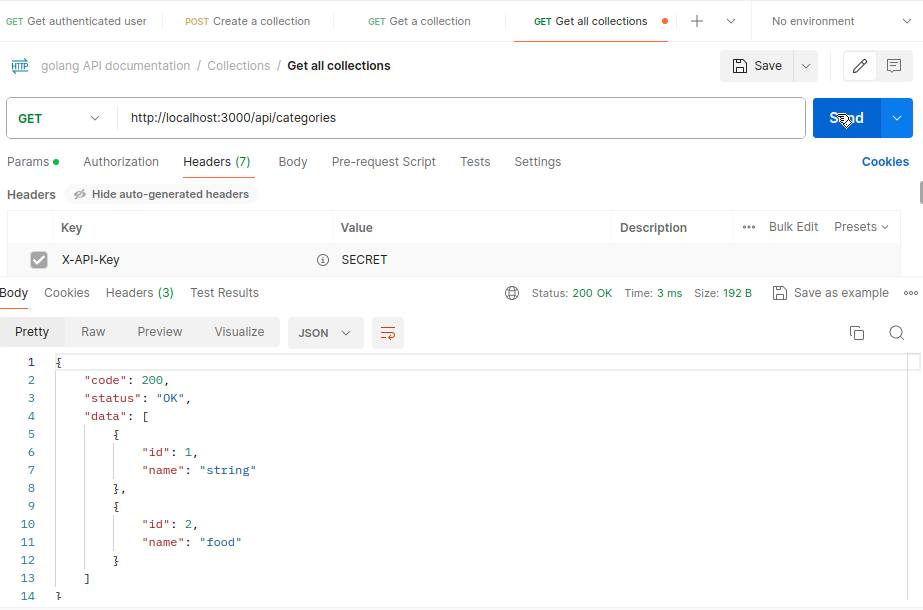 GET Get authenticated user POST Create a collection GET Get a collection GET Get all collections No environment
HTTP golang API documentation / Collections / Get all collections Save
GET http://localhost:3000/api/categories Send
Params Authorization Headers (7) Body Pre-request Script Tests Settings Cookies
Headers Hide auto-generated headers
Key Value Description Bulk Edit Presets
X-API-Key SECRET
Body Cookies Headers (3) Test Results Status: 200 OK Time: 3 ms Size: 192 B Save as example
Pretty Raw Preview Visualize JSON
1 {
2 "code": 200,
3 "status": "OK",
4 "data": [
5 {
6 "id": 1,
7 "name": "string"
8 },
9 {
10 "id": 2,
11 "name": "food"
12 }
13 ]
14 }